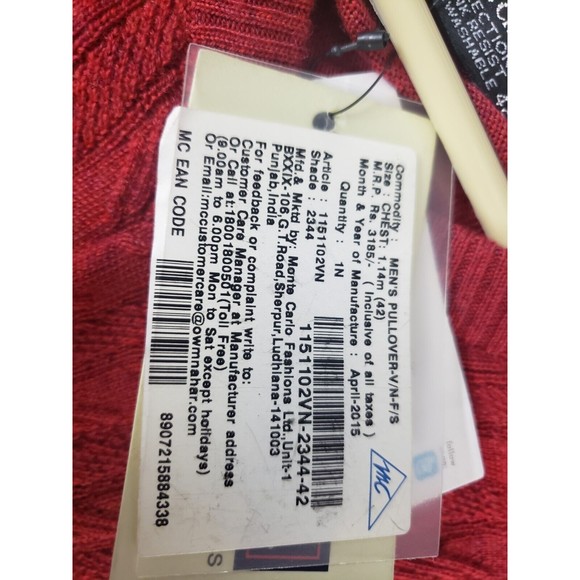 Commodity : MEN'S PULLOVER-V/N-F/S
Size : CHEST: 1.14m (42)
M.R.P. Rs. 3185/- ( Inclusive of all taxes )
Month & Year of Manufacture : April-2015
Quantity : 1N
MC
Article : 1151102VN
Shade : 2344
1151102VN-2344-42
Mfd.& Mktd by: Monte Carlo Fashions Ltd.,Unit-1
BXXIX-106,G.T.Road,Sherpur,Ludhiana-141003
Punjab,India
For feedback or complaint write to:
Customer Care Manager at Manufacturer address
Or Call at:18001800501(Toll Free)
(9.00am to 6.00pm Mon to Sat except holidays)
Or Email:mccustomercare@owmnahar.com
MC EAN CODE
8907215884338
follow
RESIST
WASHABLE
S